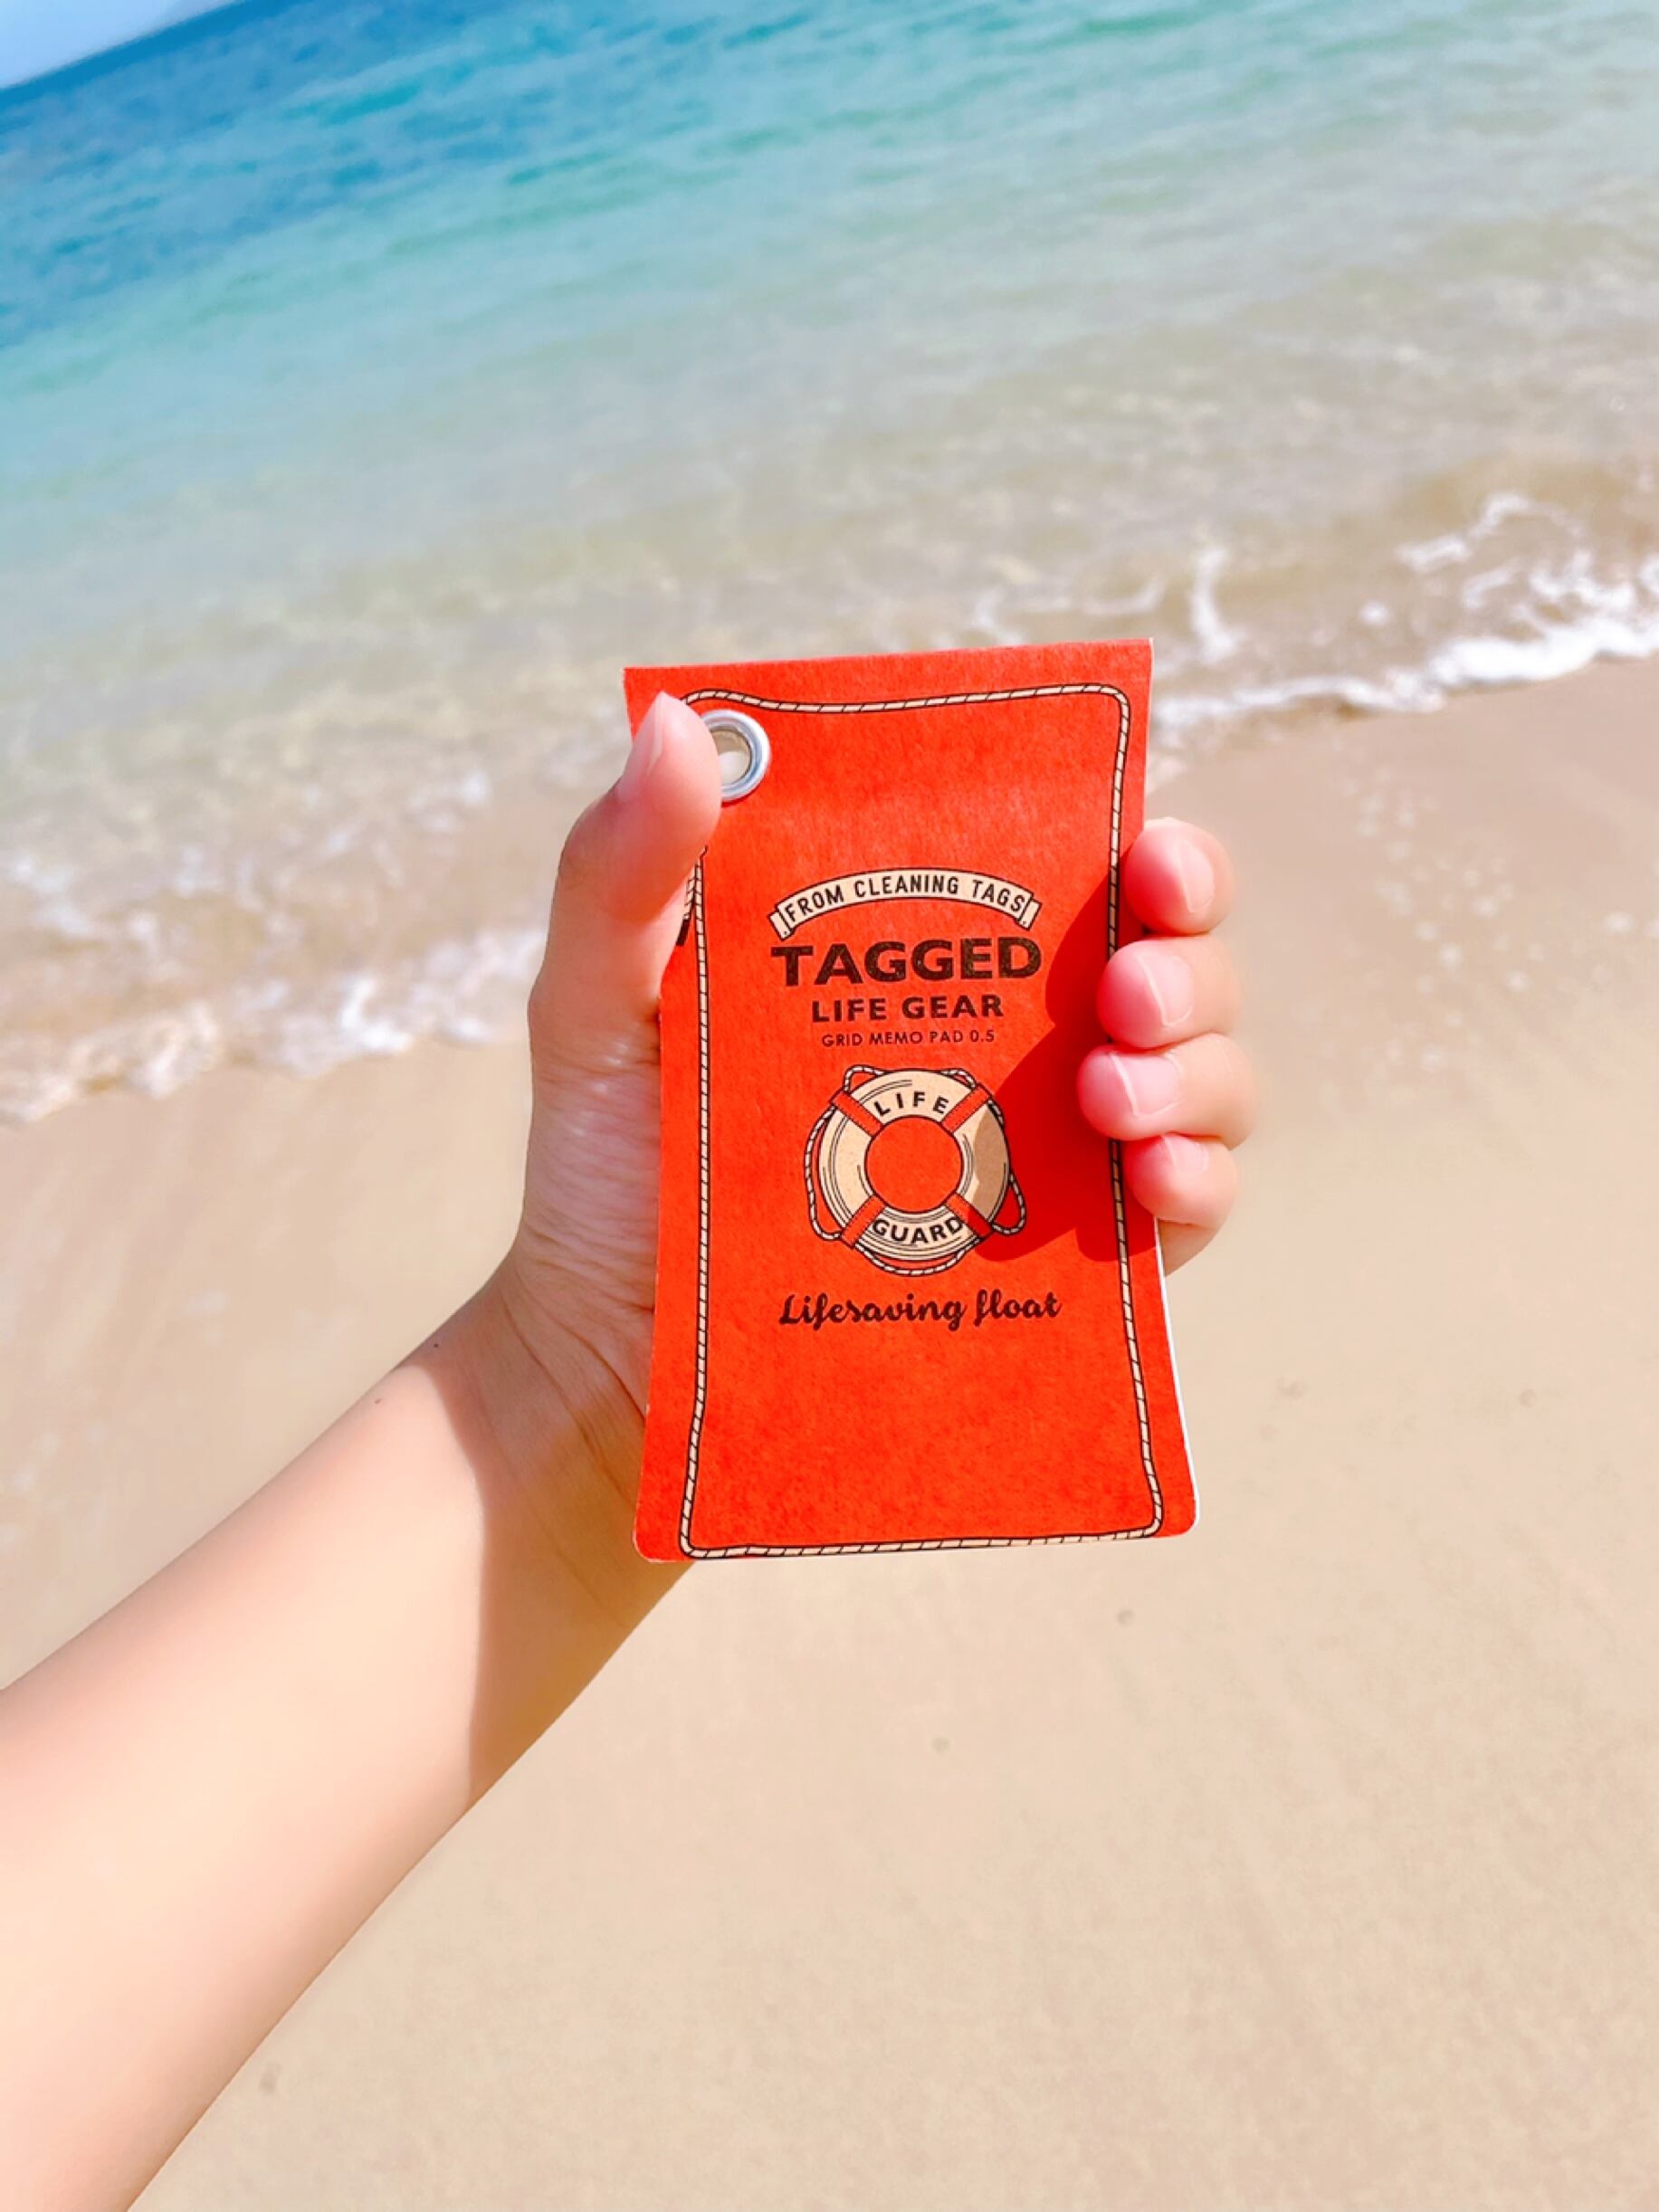 FROM CLEANING TAGS
TAGGED
LIFE GEAR
GRID MEMO PAD 0.5
LIFE
GUARD
Lifesaving float